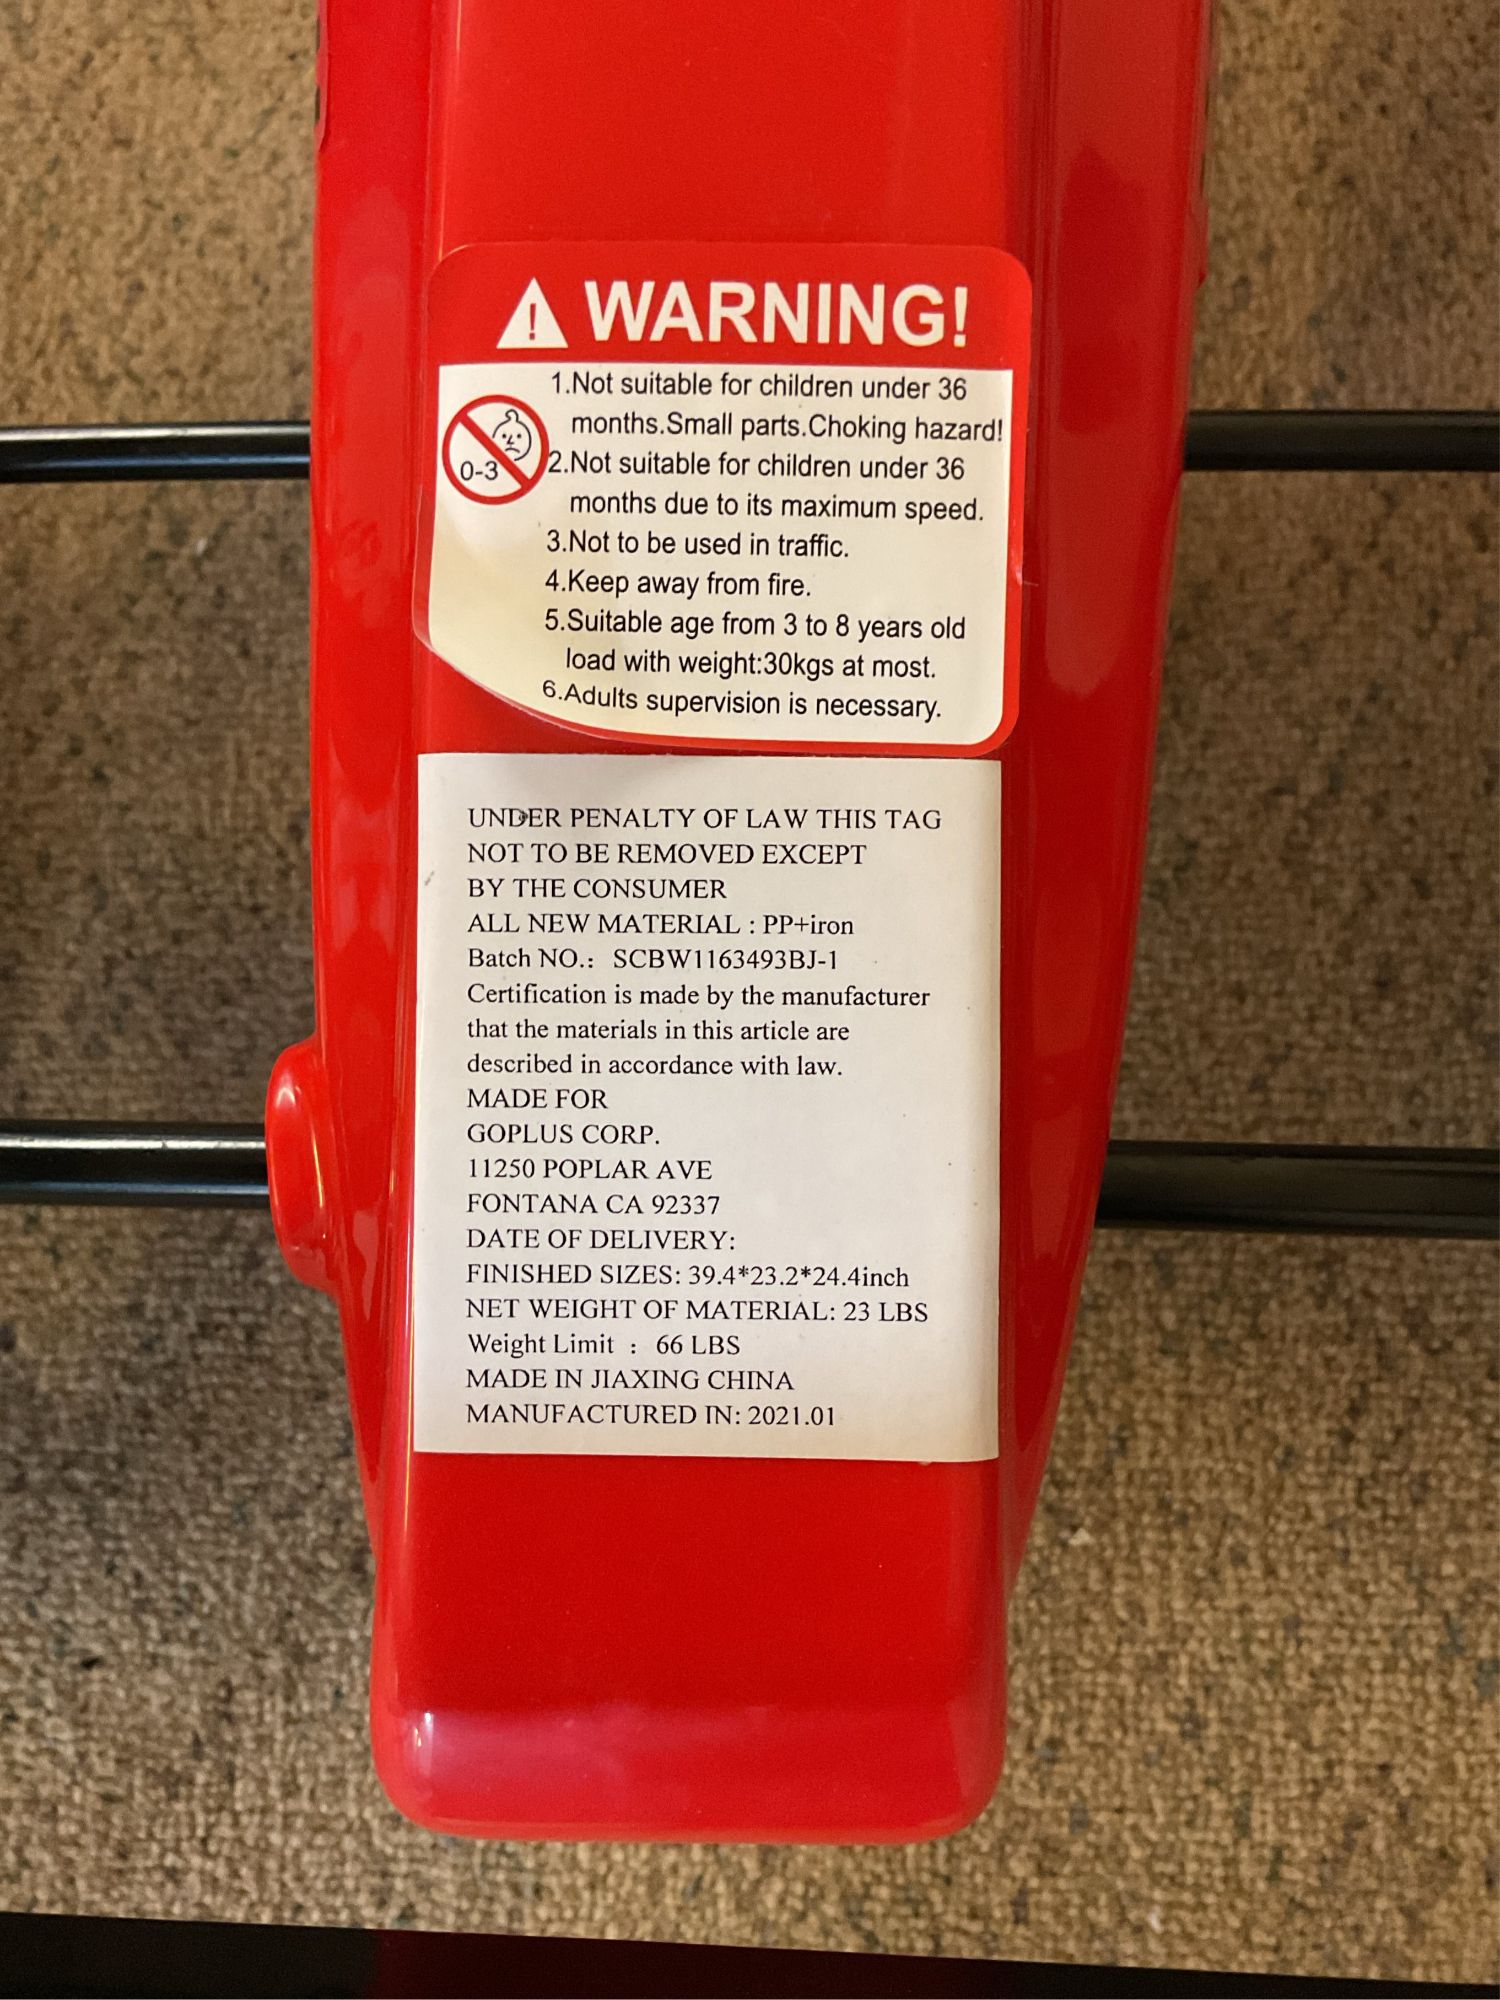 ! WARNING!
1.Not suitable for children under 36
months.Small parts.Choking hazard!
0-3
2.Not suitable for children under 36
months due to its maximum speed.
3.Not to be used in traffic.
4.Keep away from fire.
5.Suitable age from 3 to 8 years old
load with weight:30kgs at most.
6.Adults supervision is necessary.
UNDER PENALTY OF LAW THIS TAG
NOT TO BE REMOVED EXCEPT
BY THE CONSUMER
ALL NEW MATERIAL : PP+iron
Batch NO.: SCBW1163493BJ-1
Certification is made by the manufacturer
that the materials in this article are
described in accordance with law.
MADE FOR
GOPLUS CORP.
11250 POPLAR AVE
FONTANA CA 92337
DATE OF DELIVERY:
FINISHED SIZES: 39.4*23.2*24.4inch
NET WEIGHT OF MATERIAL: 23 LBS
Weight Limit : 66 LBS
MADE IN JIAXING CHINA
MANUFACTURED IN: 2021.01